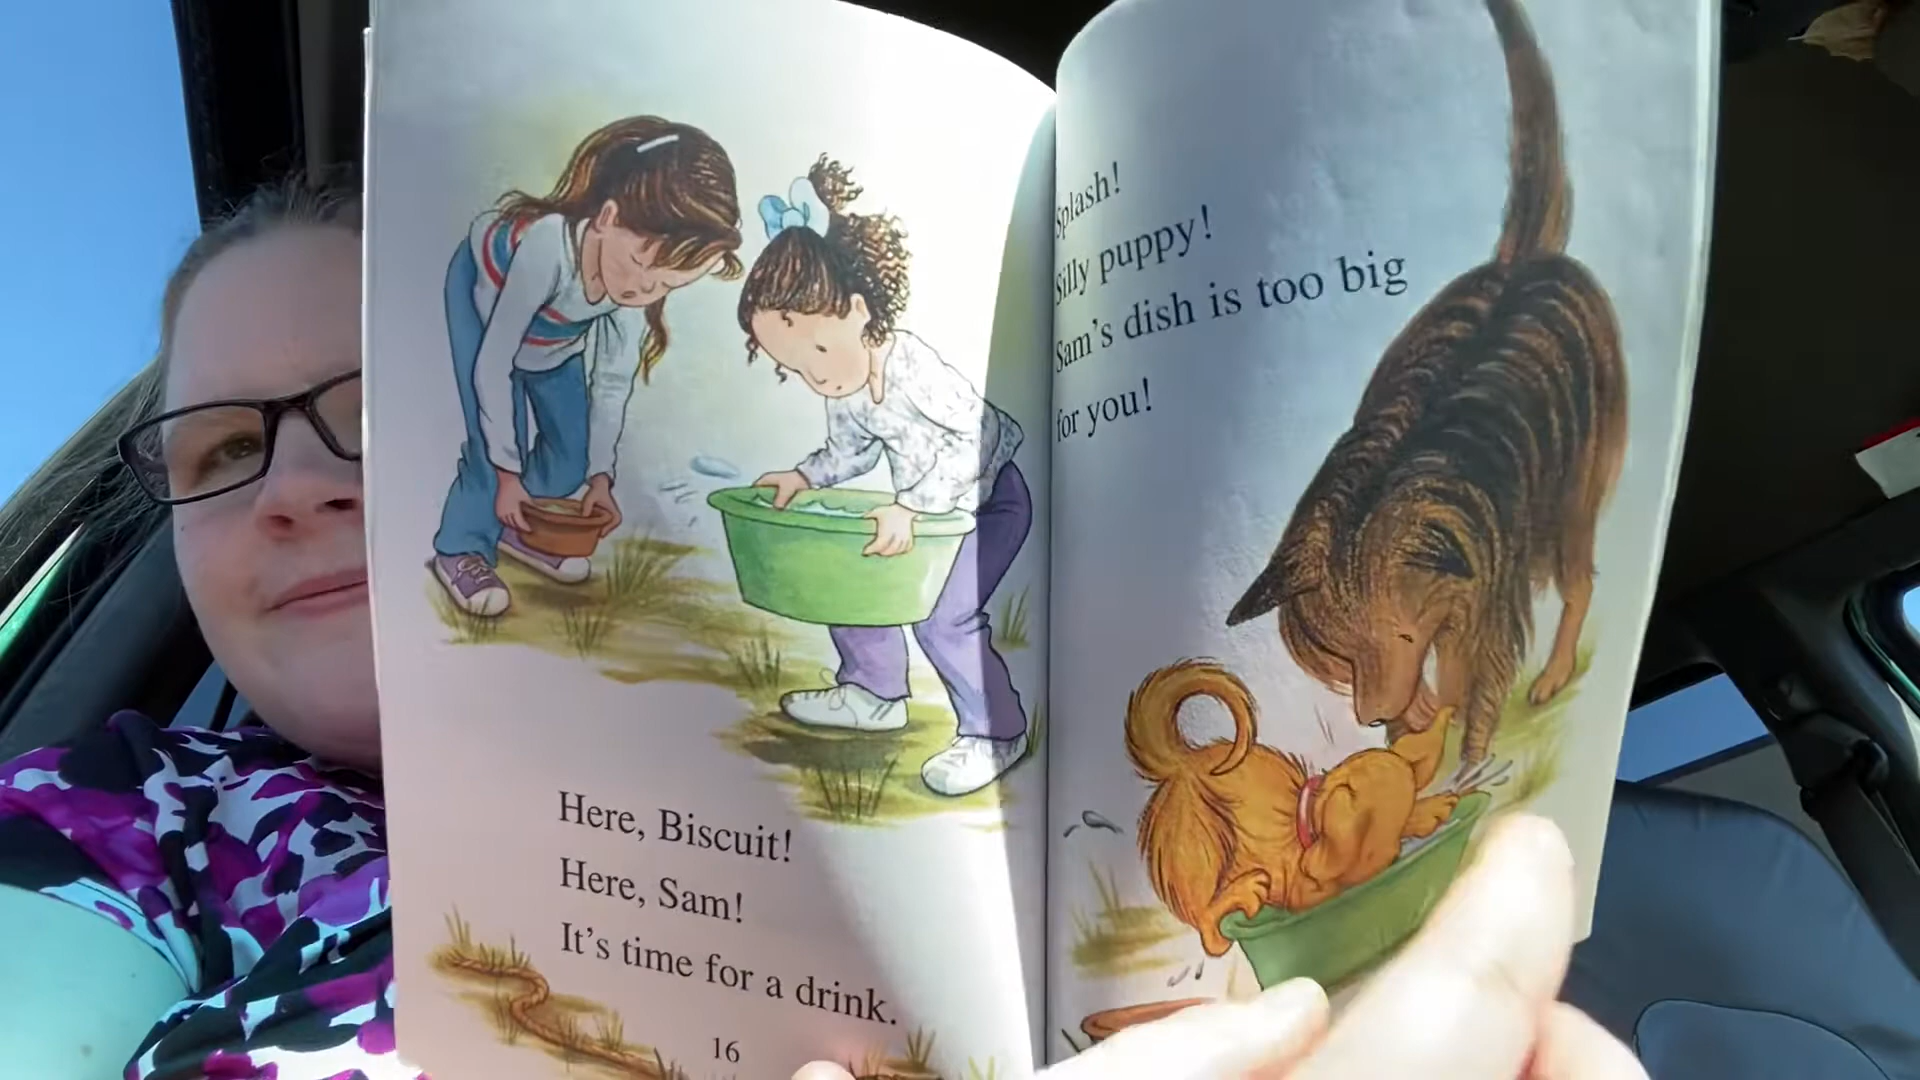 Here, Biscuit!
Here, Sam!
It's time for a drink.
16
Splash!
Silly puppy!
Sam's dish is too big
for you!